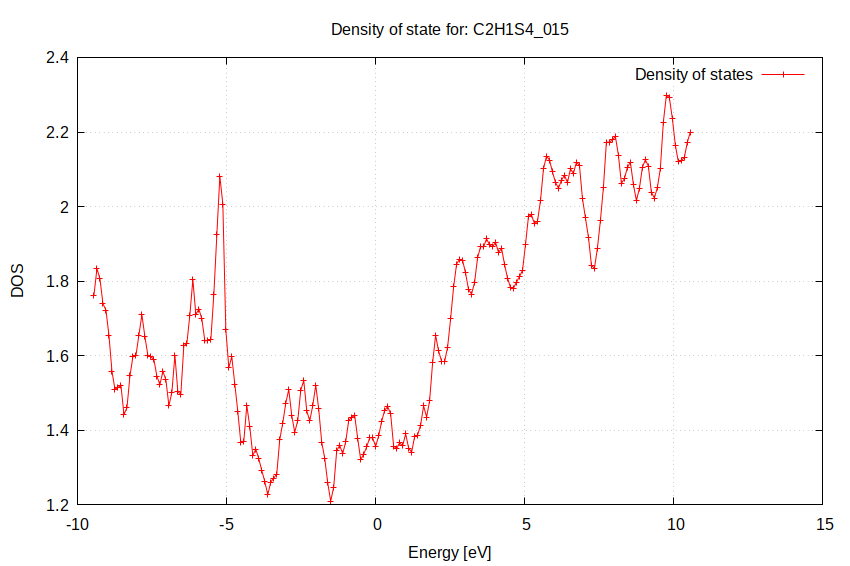 Density of state for: C2H1S4_015
Density of states
2.4
2.2
2
1.8
1.6
1.4
1.2
DOS
-10 -5 0 5 10 15
Energy [eV]